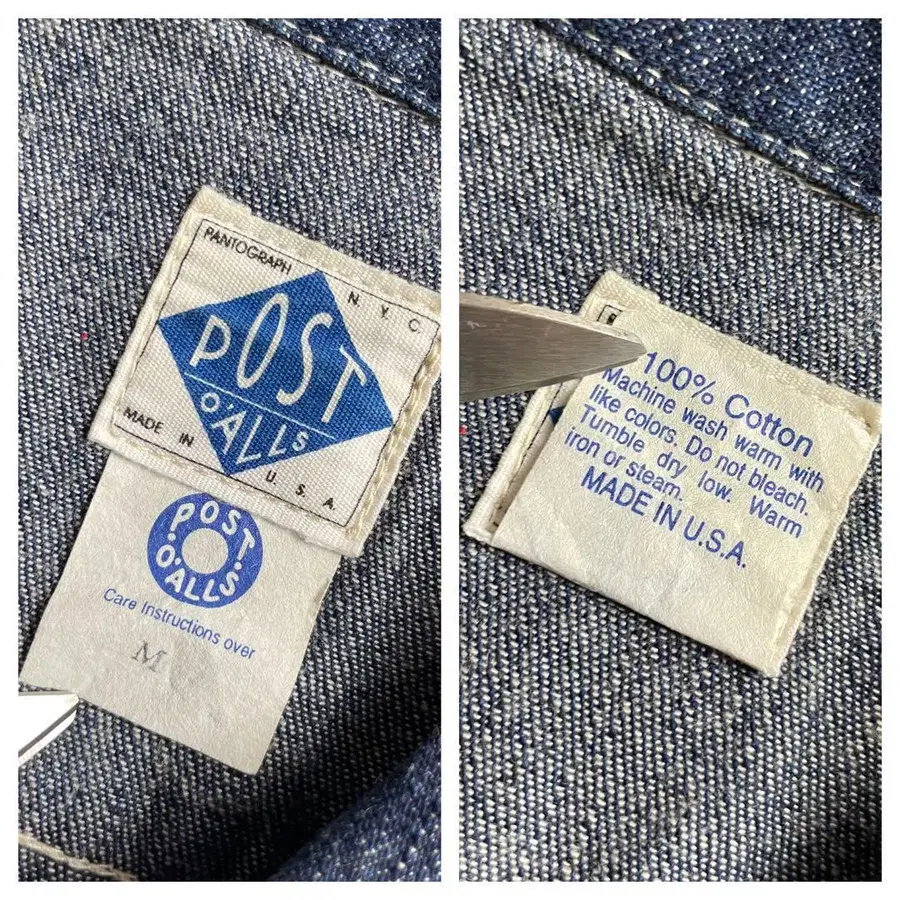 PANTOGRAPH
N.Y.C.
POST
O'ALLS
MADE IN U.S.A.
POST
O'ALLS
Care Instructions over
M
100% Cotton
Machine wash warm with
like colors. Do not bleach.
Tumble dry low. Warm
iron or steam.
MADE IN U.S.A.